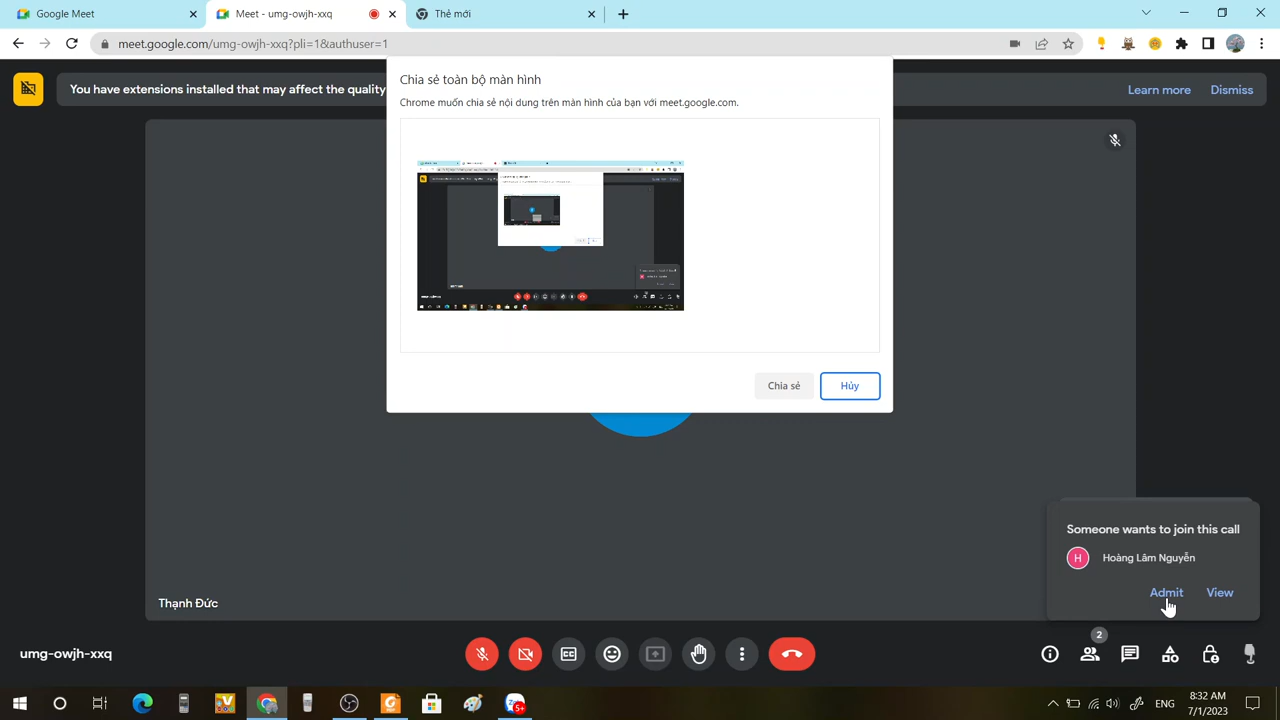 Google Meet
Meet - umg-owjh-xxq
Thẻ mới
meet.google.com/umg-owjh-xxq?pli=1&authuser=1
You have extensions installed that may affect the quality
Learn more
Dismiss
Chia sẻ toàn bộ màn hình
Chrome muốn chia sẻ nội dung trên màn hình của bạn với meet.google.com.
Chia sẻ
Hủy
Someone wants to join this call
H
Hoàng Lâm Nguyễn
Admit
View
Thạnh Đức
umg-owjh-xxq
2
5+
ENG
8:32 AM
7/1/2023